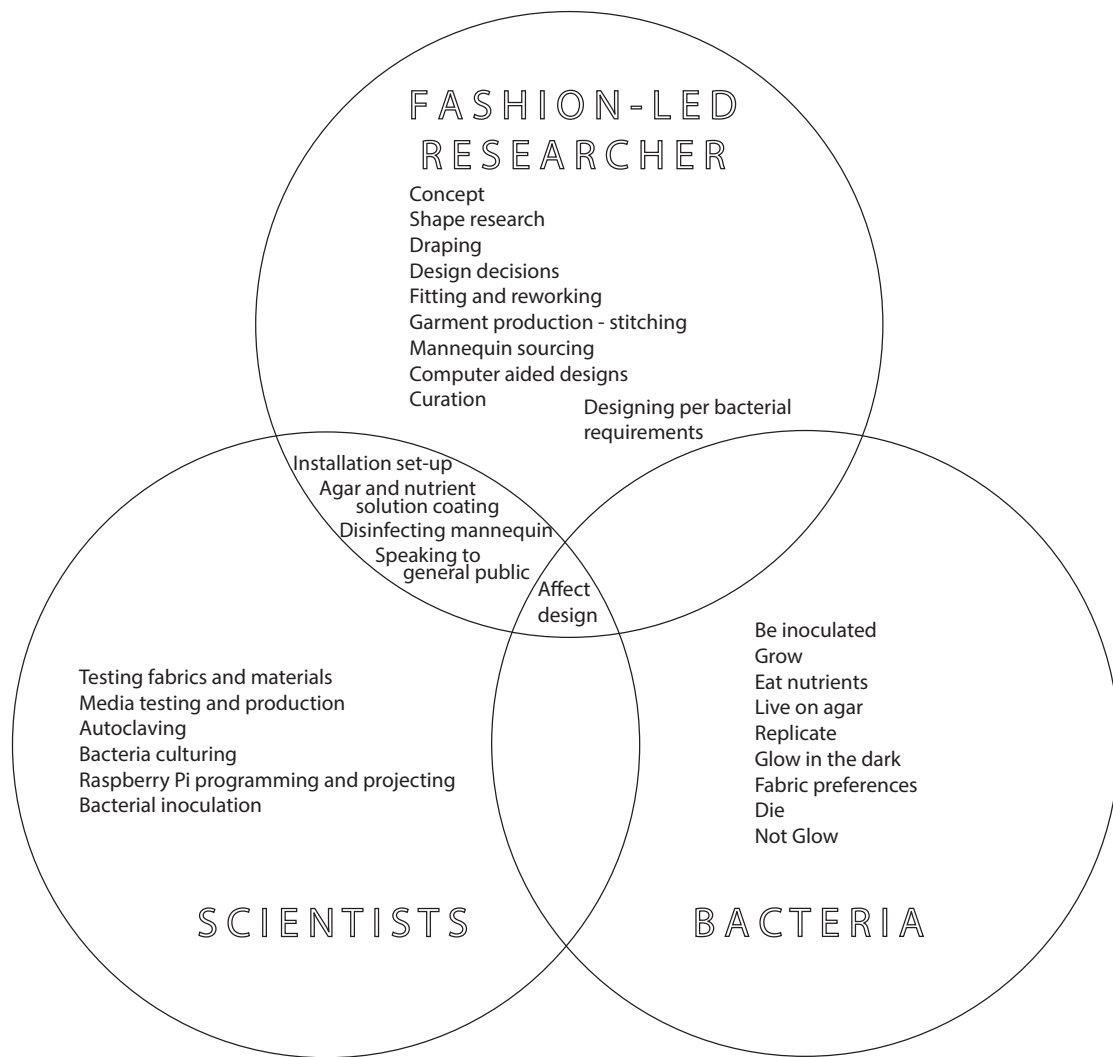 FASHION-LED
RESEARCHER
Concept
Shape research
Draping
Design decisions
Fitting and reworking
Garment production - stitching
Mannequin sourcing
Computer aided designs
Curation
Designing per bacterial
requirements
Installation set-up
Agar and nutrient
solution coating
Disinfecting mannequin
Speaking to
general public
Affect
design
Testing fabrics and materials
Media testing and production
Autoclaving
Bacteria culturing
Raspberry Pi programming and projecting
Bacterial inoculation
SCIENTISTS
Be inoculated
Grow
Eat nutrients
Live on agar
Replicate
Glow in the dark
Fabric preferences
Die
Not Glow
BACTERIA